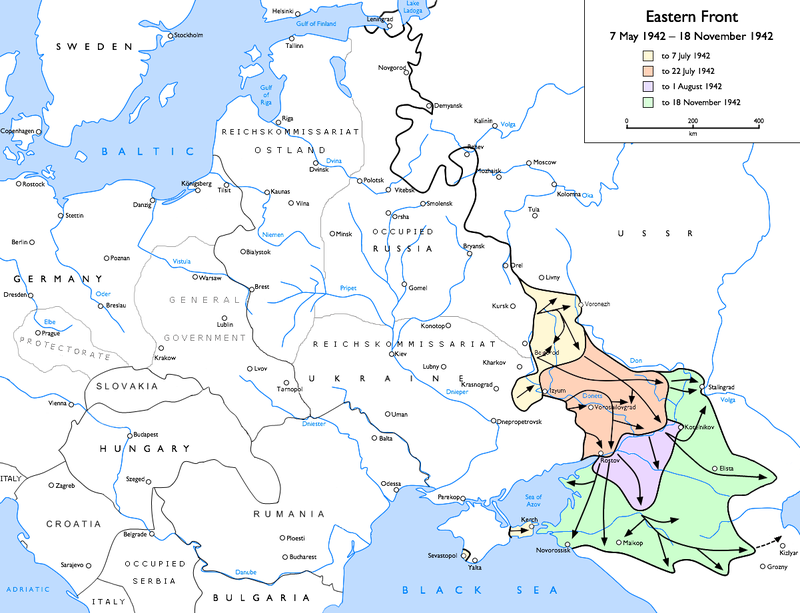 Eastern Front
7 May 1942 – 18 November 1942
to 7 July 1942
to 22 July 1942
to 1 August 1942
to 18 November 1942
0 200 400
km
Helsinki
Leningrad
Lake
Ladoga
Gulf of Finland
Stockholm
Tallinn
SWEDEN
Novgorod
Gulf
of
Riga
Demyansk
Riga
Kalinin
Volga
Copenhagen
REICHSKOMMISSARIAT
OSTLAND
BALTIC
Rzhev
Dvina
Dvinsk
Moscow
Mozhaisk
Rostock
Königsberg
Tilsit
Kaunas
Polotsk
Vitebsk
Kolomna
Oka
Danzig
Vilna
Smolensk
Stettin
Orsha
Tula
Niemen
Minsk
OCCUPIED
RUSSIA
USSR
Berlin
Bryansk
Poznan
Vistula
Bialystok
Orel
GERMANY
Warsaw
Brest
Pripet
Gomel
Livny
Dresden
Oder
Breslau
GENERAL
GOVERNMENT
Kursk
Voronezh
Elbe
Prague
Lublin
Konotop
PROTECTORATE
Krakow
REICHSKOMMISSARIAT
UKRAINE
Kiev
Belgorod
Lvov
Lubny
Kharkov
Don
SLOVAKIA
Tarnopol
Krasnograd
Dnieper
Izyum
Donets
Stalingrad
Volga
Vienna
Uman
Voroshilovgrad
Dniester
Dnepropetrovsk
Kotelnikov
Budapest
Balta
HUNGARY
Rostov
Elista
ITALY
Zagreb
Szeged
Odessa
Parakop
Sea of
Azov
CROATIA
RUMANIA
Kerch
Belgrade
Ploesti
Maikop
Sarajevo
OCCUPIED
SERBIA
Bucharest
Sevastopol
Yalta
Novorossisk
Kizlyar
Grozny
Danube
ADRIATIC
ITALY
BULGARIA
BLACK SEA